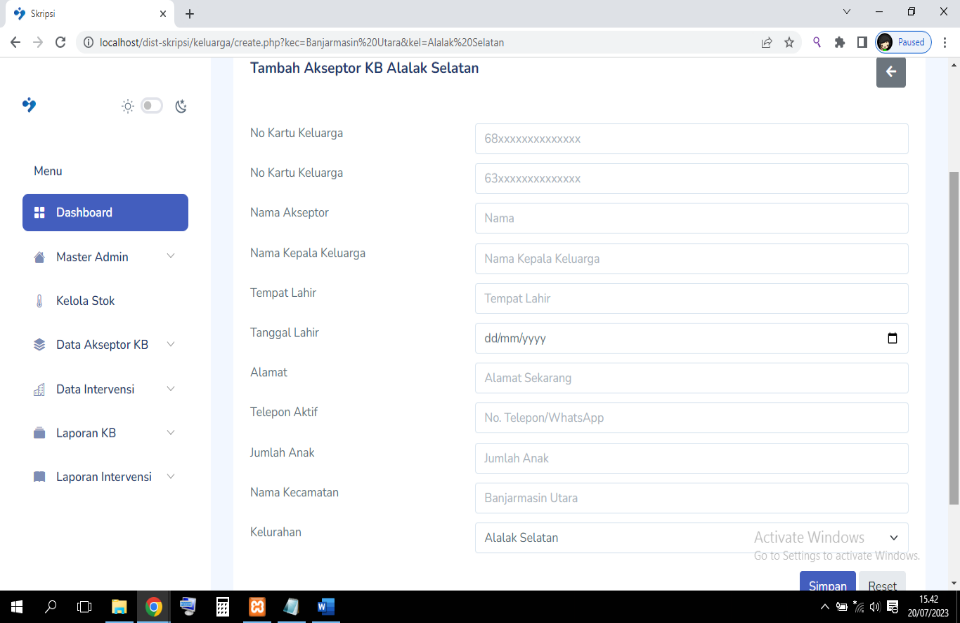 Skripsi
localhost/dist-skripsi/keluarga/create.php?kec=Banjarmasin%20Utara&kel=Alalak%20Selatan
Paused
Tambah Akseptor KB Alalak Selatan
Menu
Dashboard
Master Admin
Kelola Stok
Data Akseptor KB
Data Intervensi
Laporan KB
Laporan Intervensi
No Kartu Keluarga 68xxxxxxxxxxxxxx
No Kartu Keluarga 63xxxxxxxxxxxxxx
Nama Akseptor Nama
Nama Kepala Keluarga Nama Kepala Keluarga
Tempat Lahir Tempat Lahir
Tanggal Lahir dd/mm/yyyy
Alamat Alamat Sekarang
Telepon Aktif No. Telepon/WhatsApp
Jumlah Anak Jumlah Anak
Nama Kecamatan Banjarmasin Utara
Kelurahan Alalak Selatan
Activate Windows
Go to Settings to activate Windows.
Simpan Reset
15.42
20/07/2023